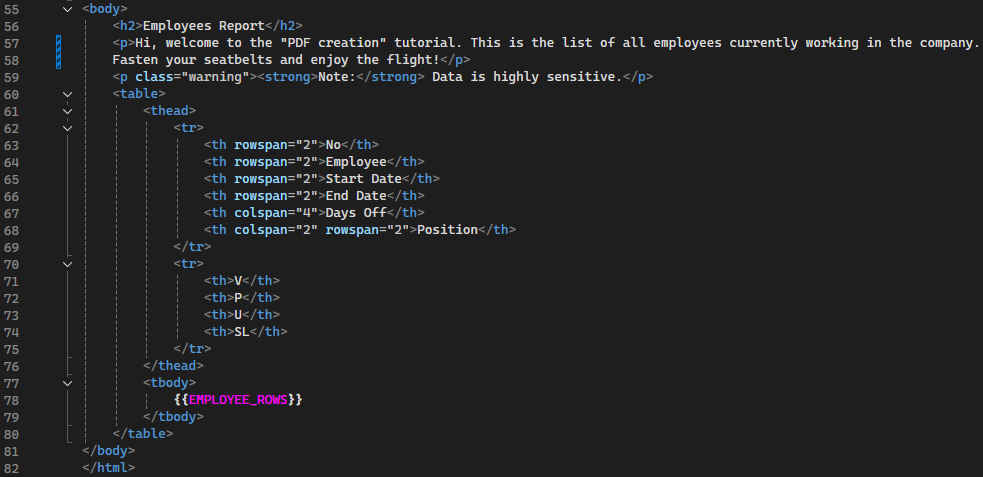 55 <body>
56 <h2>Employees Report</h2>
57 <p>Hi, welcome to the "PDF creation" tutorial. This is the list of all employees currently working in the company.
58 Fasten your seatbelts and enjoy the flight!</p>
59 <p class="warning"><strong>Note:</strong> Data is highly sensitive.</p>
60 <table>
61 <thead>
62 <tr>
63 <th rowspan="2">No</th>
64 <th rowspan="2">Employee</th>
65 <th rowspan="2">Start Date</th>
66 <th rowspan="2">End Date</th>
67 <th colspan="4">Days Off</th>
68 <th colspan="2" rowspan="2">Position</th>
69 </tr>
70 <tr>
71 <th>V</th>
72 <th>P</th>
73 <th>U</th>
74 <th>SL</th>
75 </tr>
76 </thead>
77 <tbody>
78 {{EMPLOYEE_ROWS}}
79 </tbody>
80 </table>
81 </body>
82 </html>